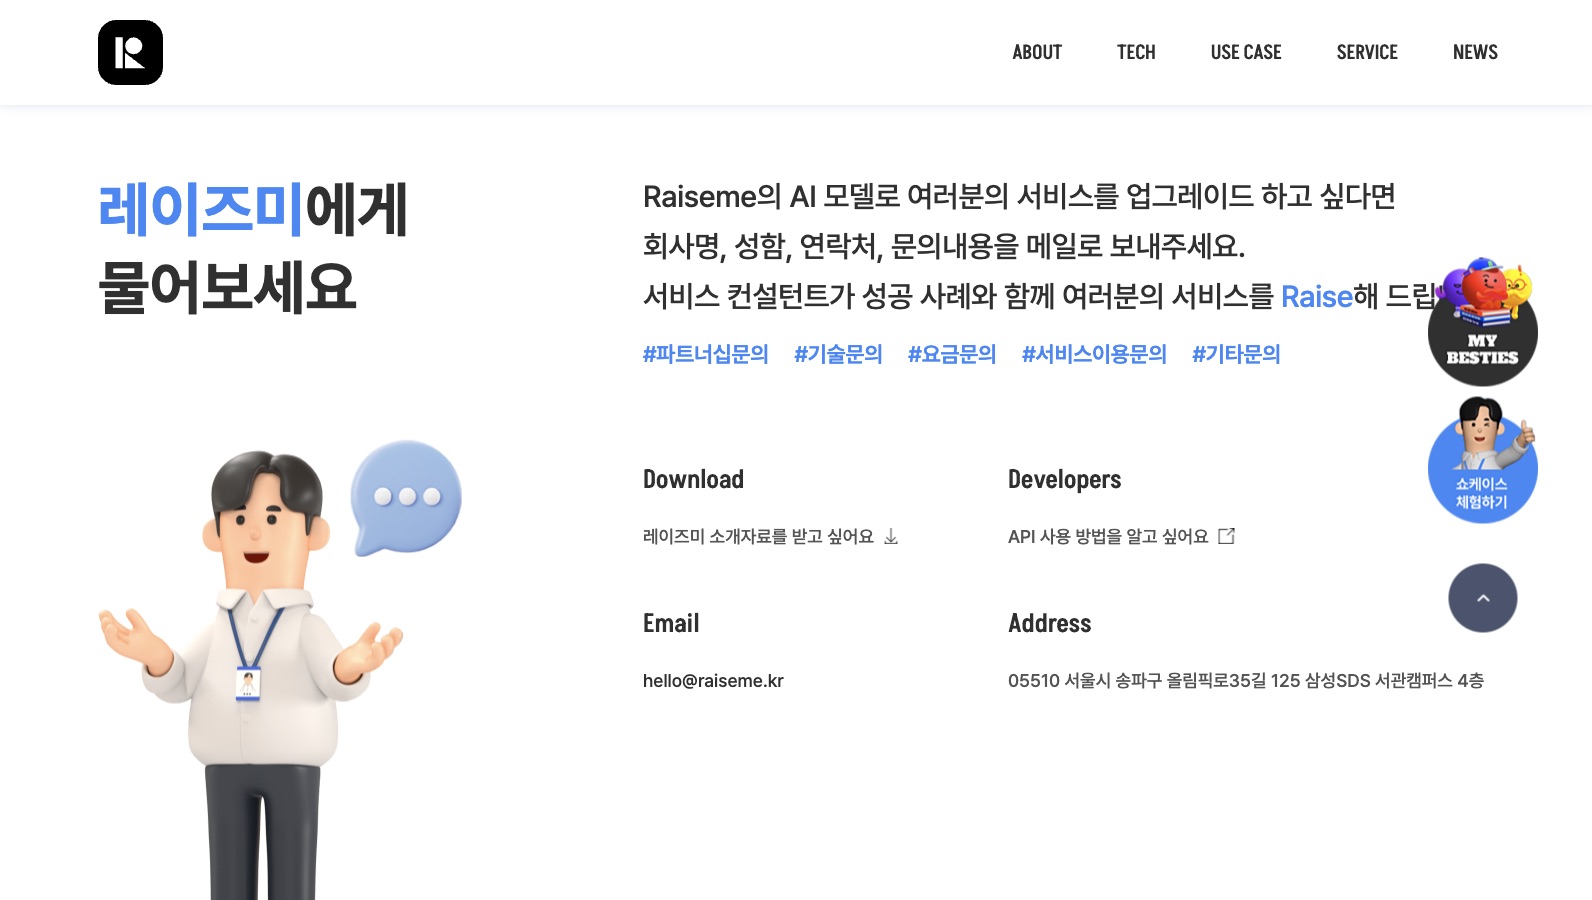 ABOUT TECH USE CASE SERVICE NEWS
레이즈미에게
물어보세요
Raiseme의 AI 모델로 여러분의 서비스를 업그레이드 하고 싶다면
회사명, 성함, 연락처, 문의내용을 메일로 보내주세요.
서비스 컨설턴트가 성공 사례와 함께 여러분의 서비스를 Raise해 드립
#파트너십문의 #기술문의 #요금문의 #서비스이용문의 #기타문의
MY
BESTIES
쇼케이스
체험하기
Download
레이즈미 소개자료를 받고 싶어요
Developers
API 사용 방법을 알고 싶어요
Email
hello@raiseme.kr
Address
05510 서울시 송파구 올림픽로35길 125 삼성SDS 서관캠퍼스 4층